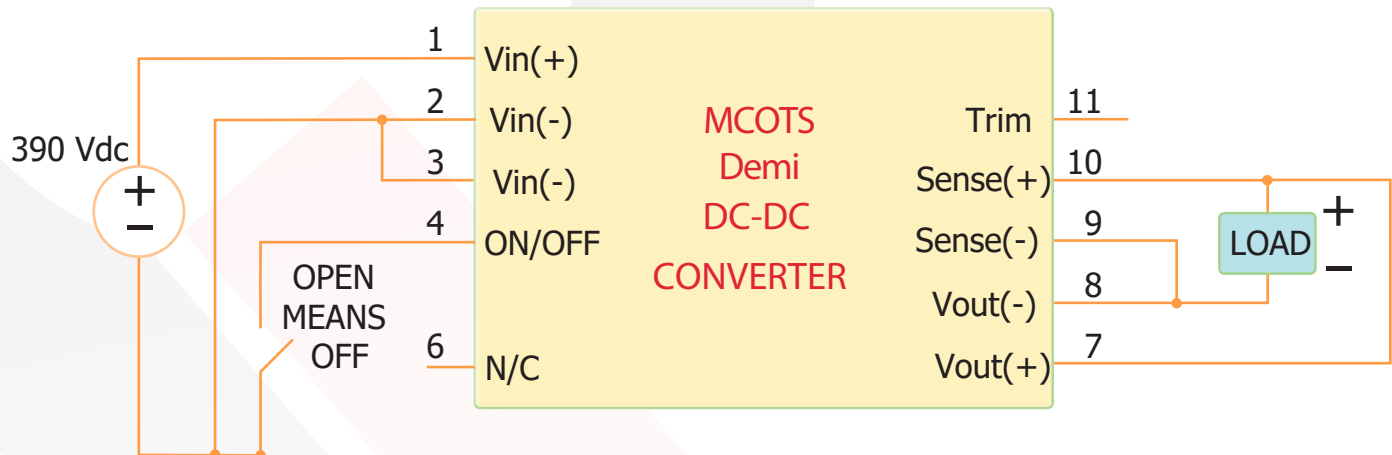 390 Vdc
+
−
1
2
3
4
6
Vin(+)
Vin(-)
Vin(-)
ON/OFF
N/C
OPEN
MEANS
OFF
MCOTS
Demi
DC-DC
CONVERTER
Trim
Sense(+)
Sense(-)
Vout(-)
Vout(+)
11
10
9
8
7
LOAD
+
−